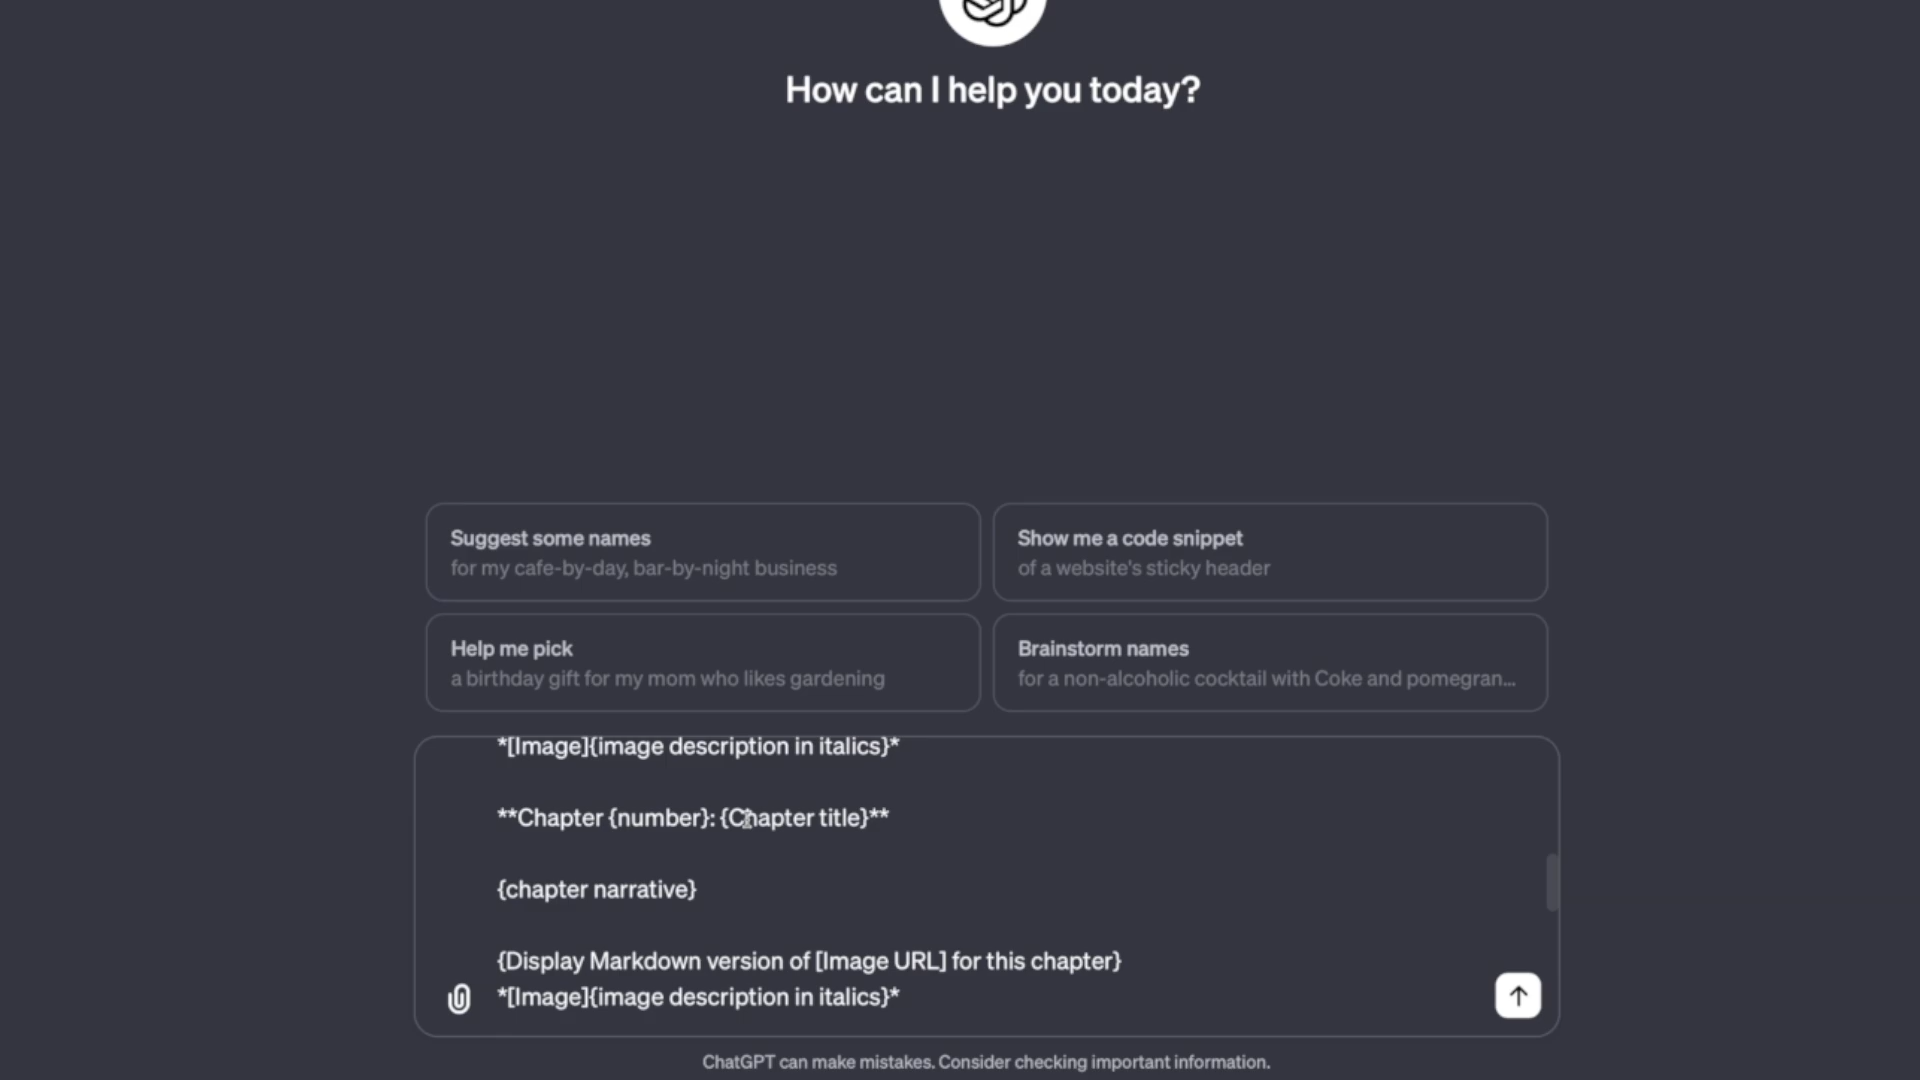 How can I help you today?
Suggest some names
for my cafe-by-day, bar-by-night business
Show me a code snippet
of a website's sticky header
Help me pick
a birthday gift for my mom who likes gardening
Brainstorm names
for a non-alcoholic cocktail with Coke and pomegran...
*[Image]{image description in italics}*
**Chapter {number}: {Chapter title}**
{chapter narrative}
{Display Markdown version of [Image URL] for this chapter}
*[Image]{image description in italics}*
ChatGPT can make mistakes. Consider checking important information.